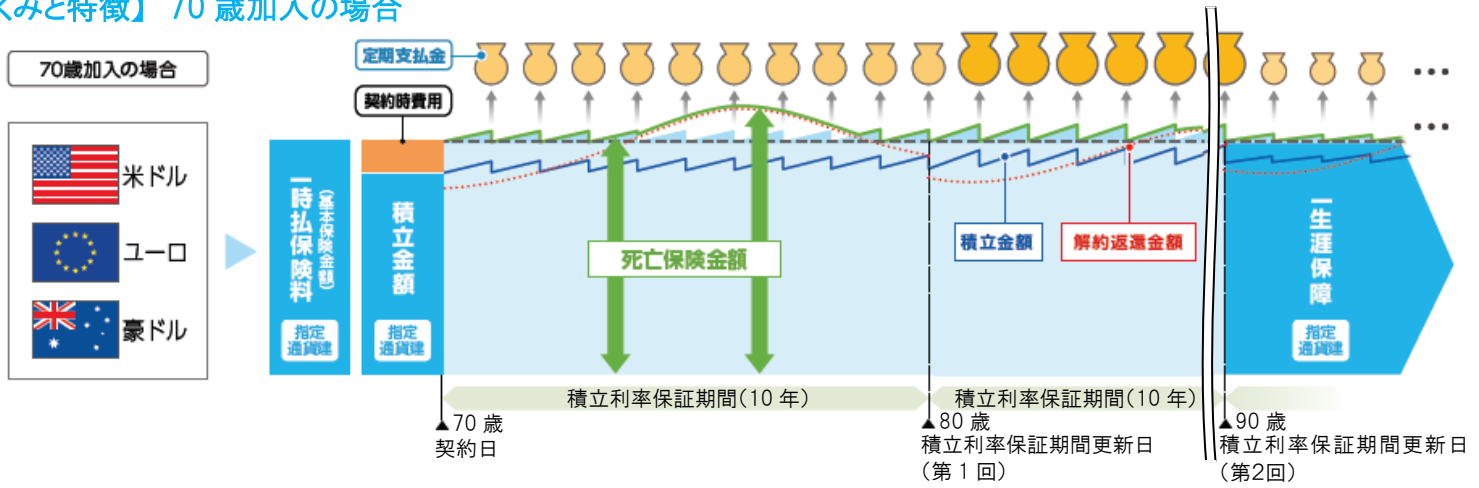 くみと特徴】 70 歳加入の場合
70歳加入の場合
米ドル
ユーロ
豪ドル
一時払保険料
(基本保険金額)
指定
通貨建
定期支払金
契約時費用
積立金額
指定
通貨建
死亡保険金額
積立金額
解約返還金額
一生涯保障
指定
通貨建
•••
•••
積立利率保証期間(10 年)
積立利率保証期間(10 年)
▲70 歳
契約日
▲80 歳
積立利率保証期間更新日
(第 1 回)
▲90 歳
積立利率保証期間更新日
(第2回)